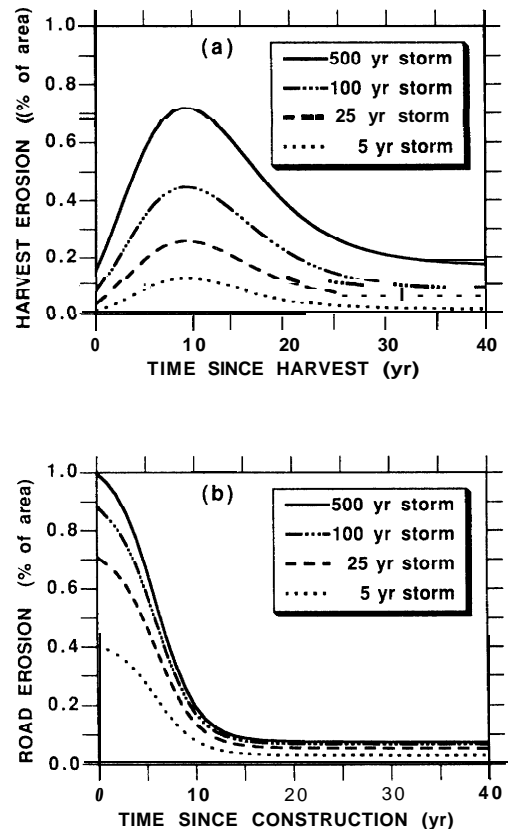 1.0
(a)
500 yr storm
100 yr storm
25 yr storm
5 yr storm
0.8
0.6
0.4
0.2
0.0
HARVEST EROSION ((% of area)
0 10 20 30 40
TIME SINCE HARVEST (yr)
1.0
(b)
500 yr storm
100 yr storm
25 yr storm
5 yr storm
0.8
0.6
0.4
0.2
0.0
ROAD EROSION (% of area)
0 10 20 30 40
TIME SINCE CONSTRUCTION (yr)